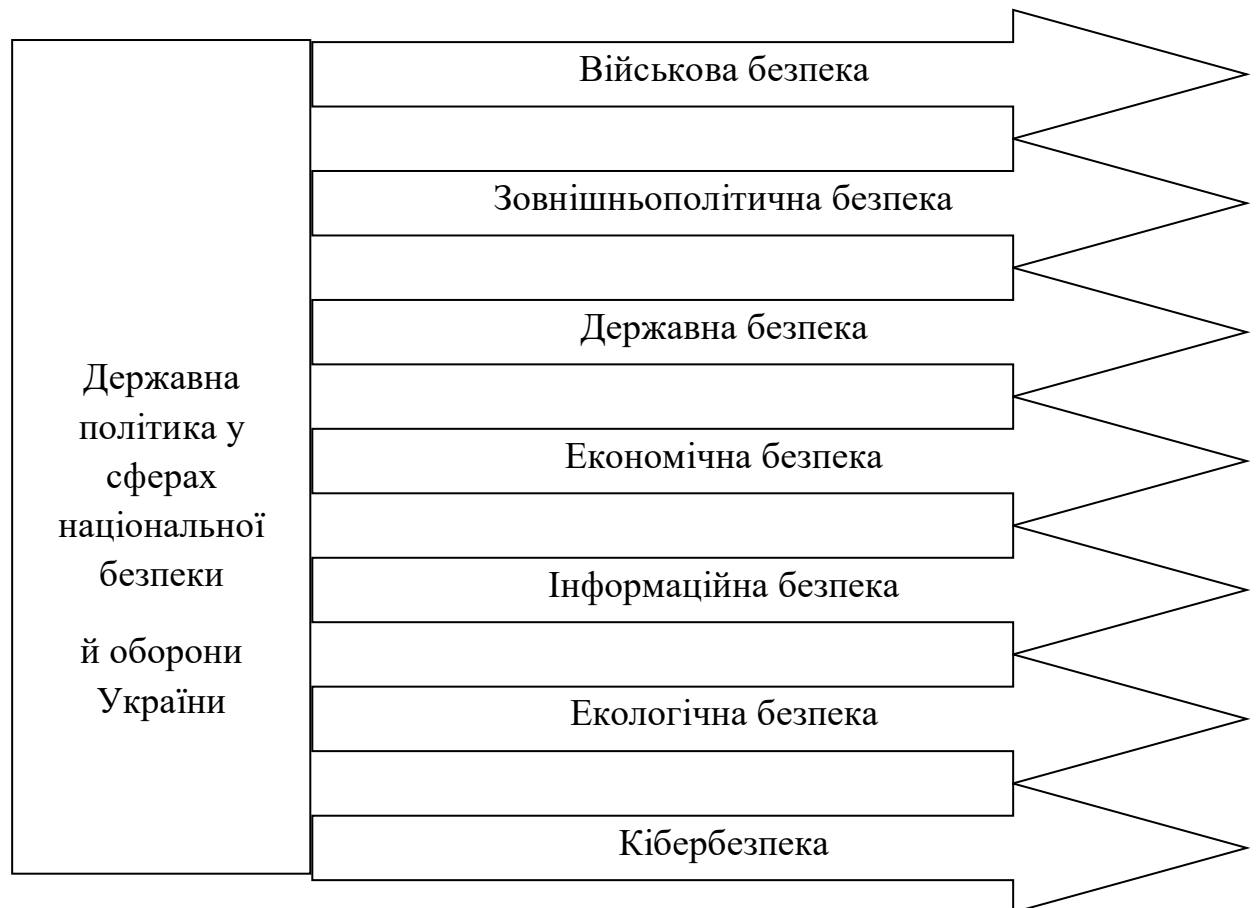 Державна
політика у
сферах
національної
безпеки
й оборони
України
Військова безпека
Зовнішньополітична безпека
Державна безпека
Економічна безпека
Інформаційна безпека
Екологічна безпека
Кібербезпека